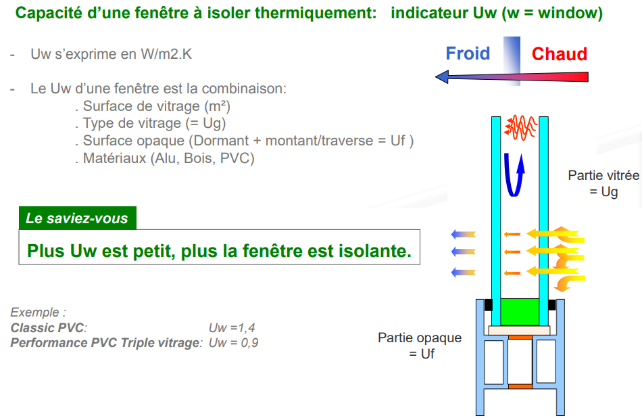 Capacité d'une fenêtre à isoler thermiquement: indicateur Uw (w = window)
- Uw s'exprime en W/m2.K
- Le Uw d'une fenêtre est la combinaison:
. Surface de vitrage (m²)
. Type de vitrage (= Ug)
. Surface opaque (Dormant + montant/traverse = Uf )
. Matériaux (Alu, Bois, PVC)
Le saviez-vous
Plus Uw est petit, plus la fenêtre est isolante.
Exemple :
Classic PVC: Uw =1,4
Performance PVC Triple vitrage: Uw = 0,9
Froid
Chaud
Partie vitrée
= Ug
Partie opaque
= Uf